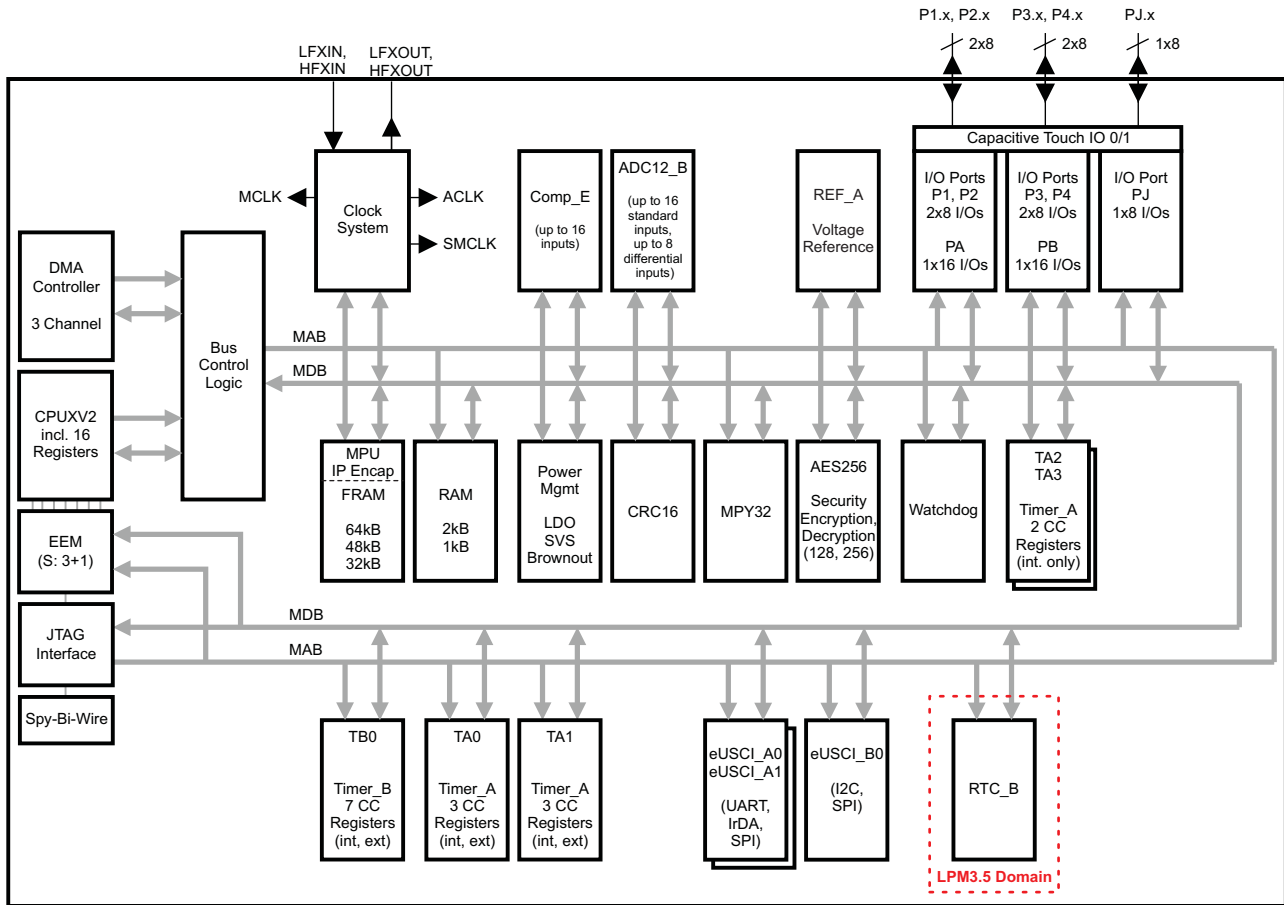 P1.x, P2.x
P3.x, P4.x
PJ.x
2x8
2x8
1x8
LFXIN,
HFXIN
LFXOUT,
HFXOUT
Capacitive Touch IO 0/1
MCLK
Clock
System
ACLK
SMCLK
Comp_E
(up to 16
inputs)
ADC12_B
(up to 16
standard
inputs,
up to 8
differential
inputs)
REF_A
Voltage
Reference
I/O Ports
P1, P2
2x8 I/Os
PA
1x16 I/Os
I/O Ports
P3, P4
2x8 I/Os
PB
1x16 I/Os
I/O Port
PJ
1x8 I/Os
DMA
Controller
3 Channel
Bus
Control
Logic
MAB
MDB
CPUXV2
incl. 16
Registers
MPU
IP Encap
FRAM
64kB
48kB
32kB
RAM
2kB
1kB
Power
Mgmt
LDO
SVS
Brownout
CRC16
MPY32
AES256
Security
Encryption,
Decryption
(128, 256)
Watchdog
TA2
TA3
Timer_A
2 CC
Registers
(int. only)
EEM
(S: 3+1)
JTAG
Interface
Spy-Bi-Wire
MDB
MAB
TB0
Timer_B
7 CC
Registers
(int, ext)
TA0
Timer_A
3 CC
Registers
(int, ext)
TA1
Timer_A
3 CC
Registers
(int, ext)
eUSCI_A0
eUSCI_A1
(UART,
IrDA,
SPI)
eUSCI_B0
(I2C,
SPI)
RTC_B
LPM3.5 Domain